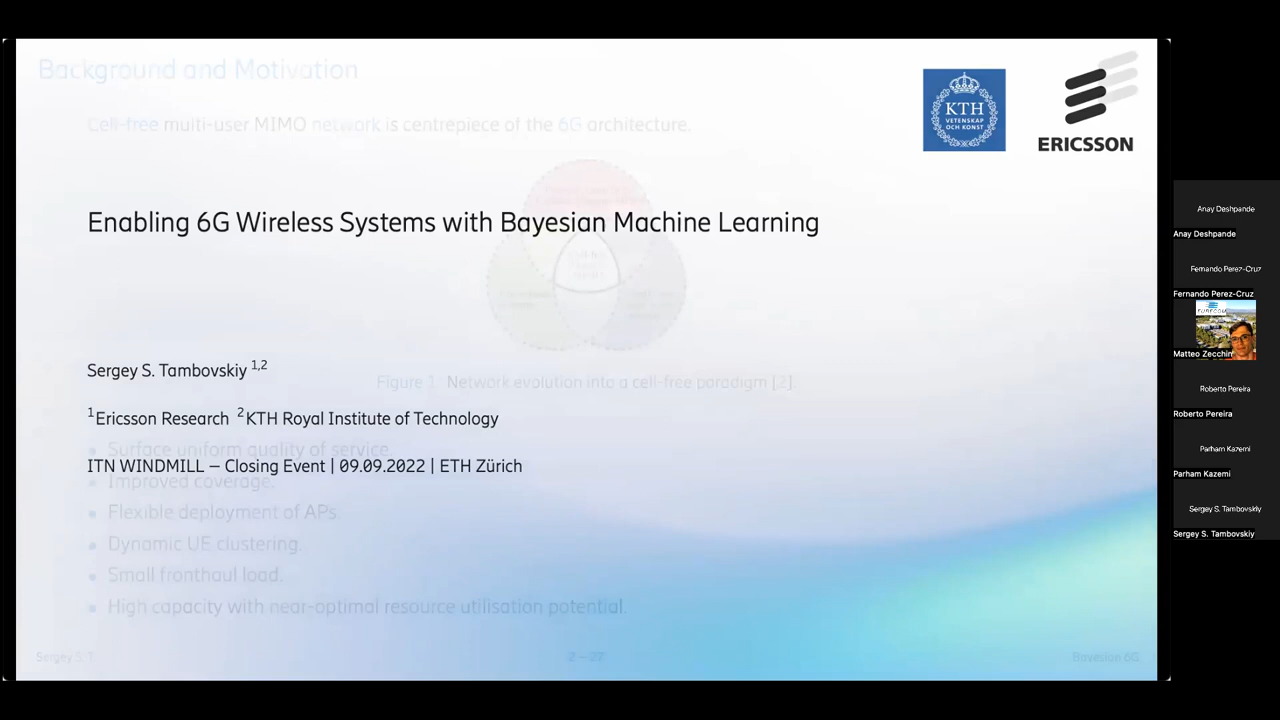 Background and Motivation
Cell-free multi-user MIMO network is centrepiece of the 6G architecture.
KTH
VETENSKAP
OCH KONST
ERICSSON
Enabling 6G Wireless Systems with Bayesian Machine Learning
Sergey S. Tambovskiy 1,2
Figure 1: Network evolution into a cell-free paradigm [2].
1Ericsson Research 2KTH Royal Institute of Technology
Surface uniform quality of service.
ITN WINDMILL – Closing Event | 09.09.2022 | ETH Zürich
Improved coverage.
Flexible deployment of APs.
Dynamic UE clustering.
Small fronthaul load.
High capacity with near-optimal resource utilisation potential.
Sergey S. T
2 — 27
Bayesian 6G
Anay Deshpande
Anay Deshpande
Fernando Perez-Cruz
Fernando Perez-Cruz
Matteo Zecchin
Roberto Pereira
Roberto Pereira
Parham Kazemi
Parham Kazemi
Sergey S. Tambovskiy
Sergey S. Tambovskiy